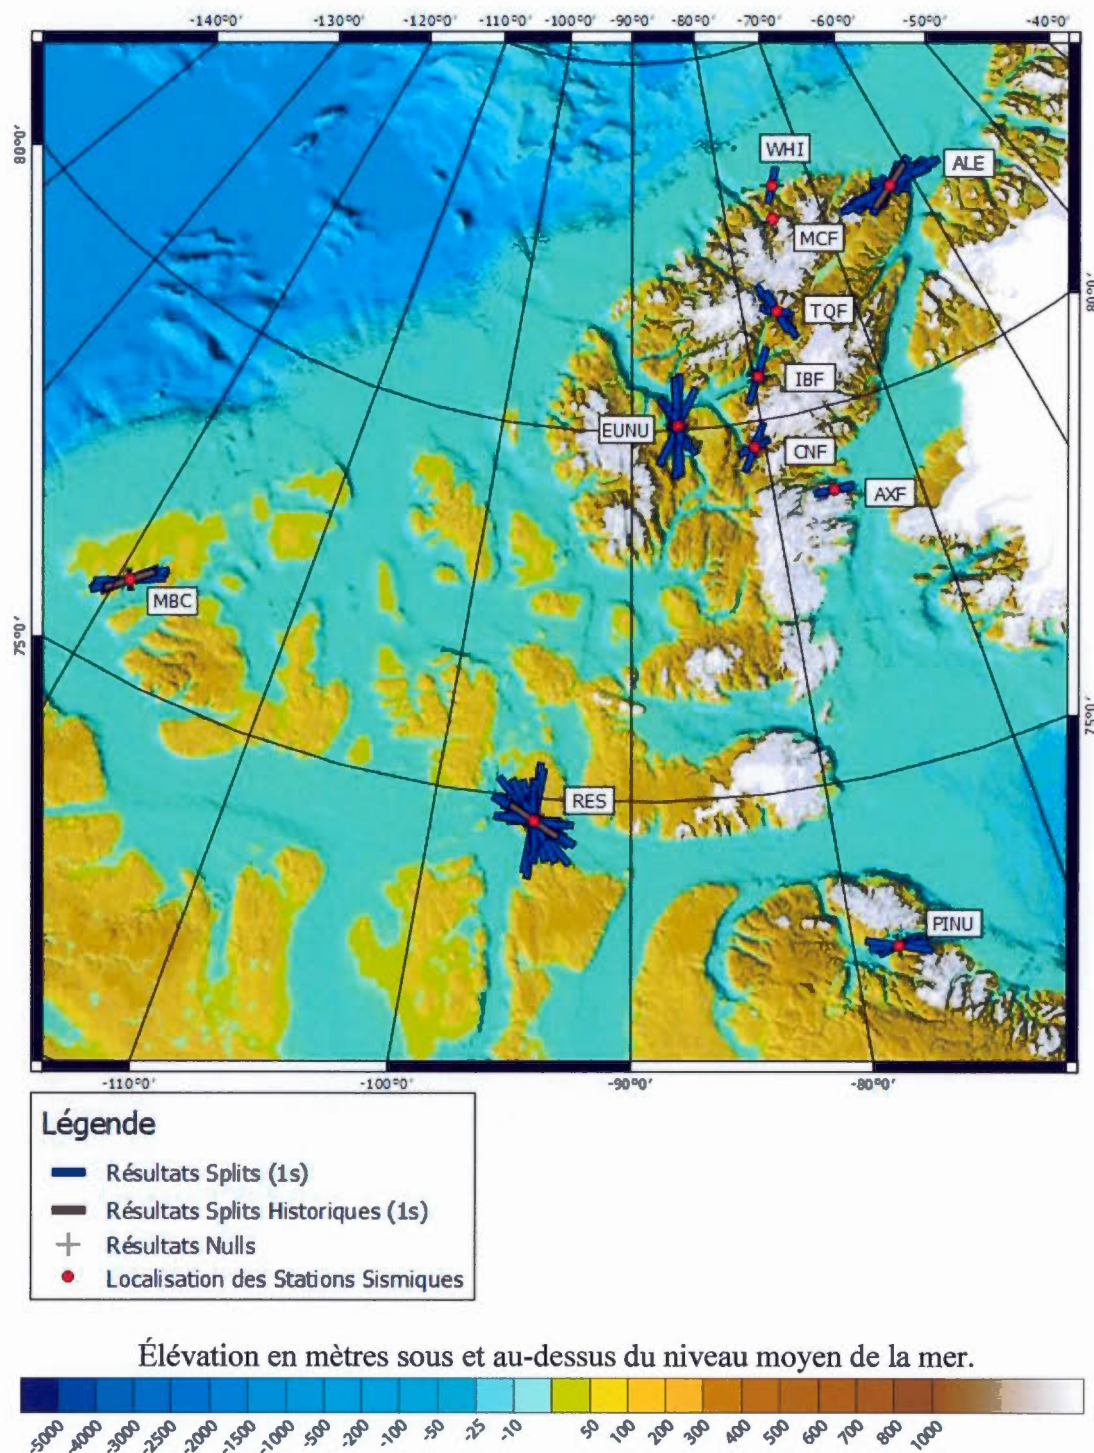 -140°0′ -130°0′ -120°0′ -110°0′ -100°0′ -90°0′ -80°0′ -70°0′ -60°0′ -50°0′ -40°0′
80°0′
80°0′
75°0′
75°0′
WHI
ALE
MCF
TQF
IBF
EUNU
CNF
AXF
MBC
RES
PINU
-110°0′ -100°0′ -90°0′ -80°0′
Légende
Résultats Splits (1s)
Résultats Splits Historiques (1s)
Résultats Nulls
Localisation des Stations Sismiques
Élévation en mètres sous et au-dessus du niveau moyen de la mer.
-5000 -4000 -3000 -2500 -2000 -1500 -1000 -500 -200 -100 -50 -25 -10 50 100 200 300 400 500 600 700 800 1000